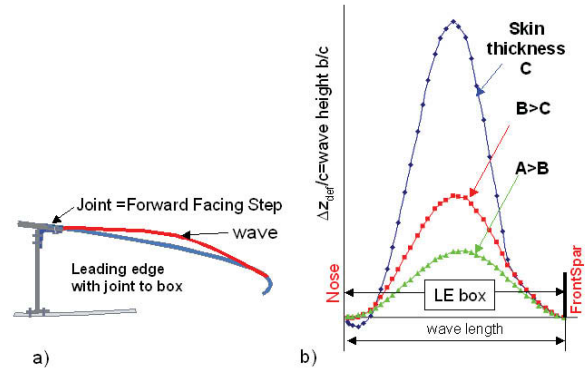 a)
Joint =Forward Facing Step
wave
Leading edge
with joint to box
b)
Δz_def/c=wave height b/c
Skin
thickness
C
B>C
A>B
Nose
LE box
FrontSpar
wave length